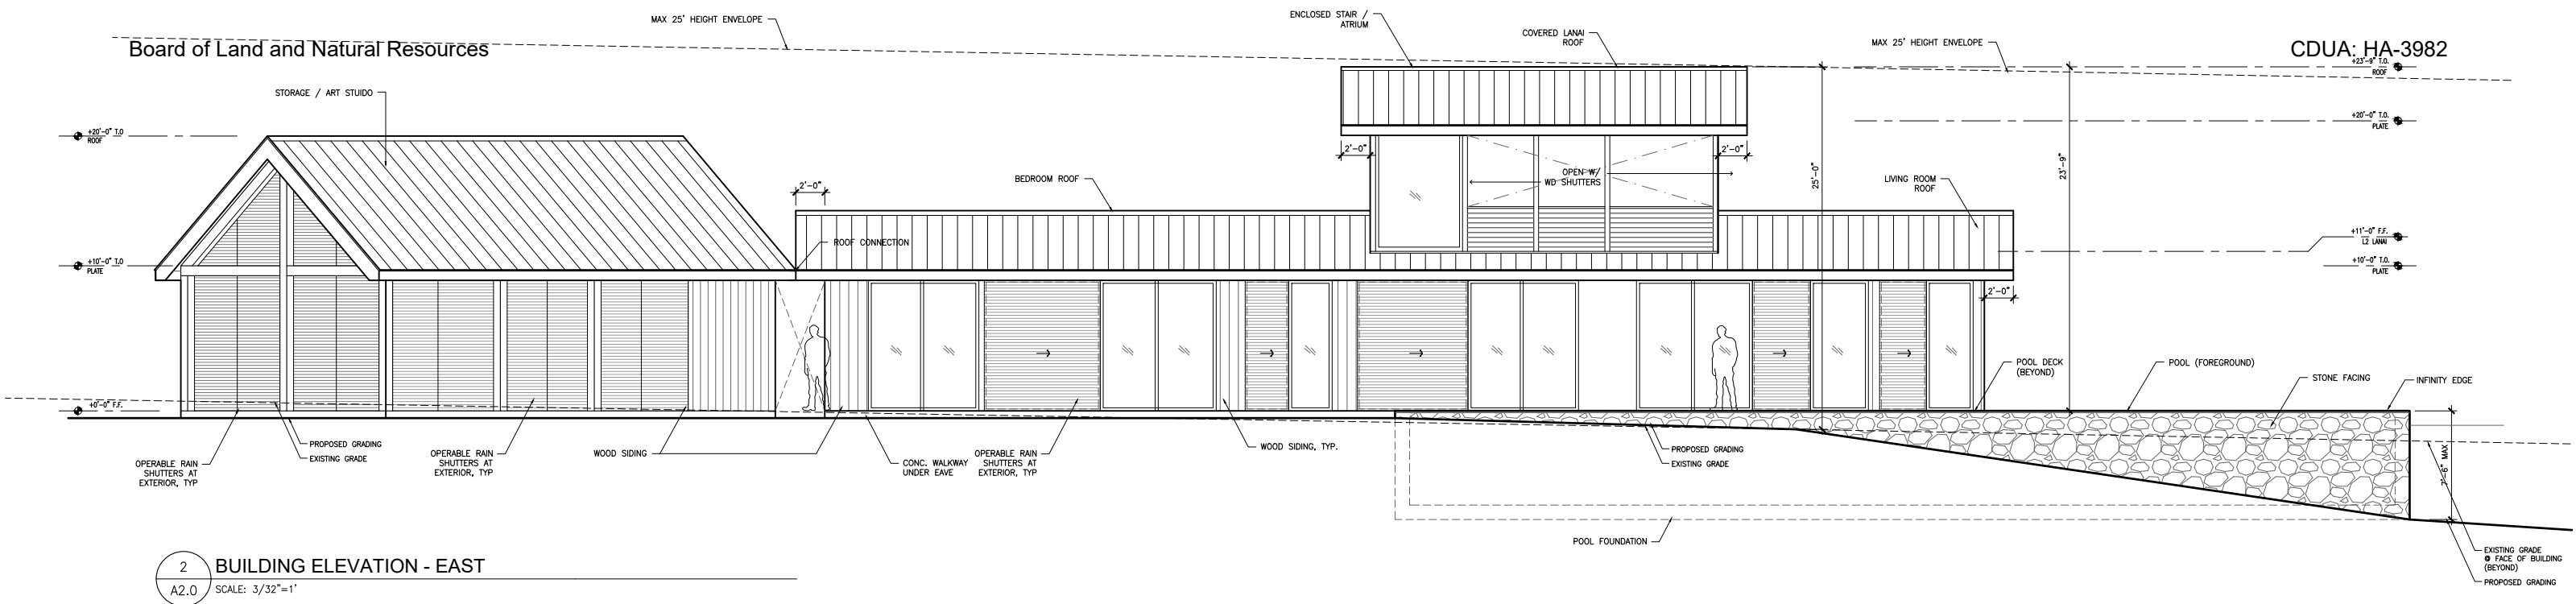 MAX 25' HEIGHT ENVELOPE
ENCLOSED STAIR /
ATRIUM
COVERED LANAI
ROOF
MAX 25' HEIGHT ENVELOPE
Board of Land and Natural Resources
CDUA: HA-3982
+23'-9" T.O.
ROOF
STORAGE / ART STUIDO
+20'-0" T.O
ROOF
+20'-0" T.O.
PLATE
2'-0"
2'-0"
25'-0"
23'-9"
OPEN W/
WD SHUTTERS
2'-0"
BEDROOM ROOF
LIVING ROOM
ROOF
ROOF CONNECTION
+11'-0" F.F.
L2 LANAI
+10'-0" T.O
PLATE
+10'-0" T.O.
PLATE
2'-0"
POOL DECK
(BEYOND)
POOL (FOREGROUND)
STONE FACING
INFINITY EDGE
+0'-0" F.F.
PROPOSED GRADING
EXISTING GRADE
OPERABLE RAIN
SHUTTERS AT
EXTERIOR, TYP
OPERABLE RAIN
SHUTTERS AT
EXTERIOR, TYP
WOOD SIDING
CONC. WALKWAY
UNDER EAVE
OPERABLE RAIN
SHUTTERS AT
EXTERIOR, TYP
WOOD SIDING, TYP.
PROPOSED GRADING
EXISTING GRADE
7'-6" MAX
POOL FOUNDATION
EXISTING GRADE
@ FACE OF BUILDING
(BEYOND)
PROPOSED GRADING
2
A2.0
BUILDING ELEVATION - EAST
SCALE: 3/32"=1'